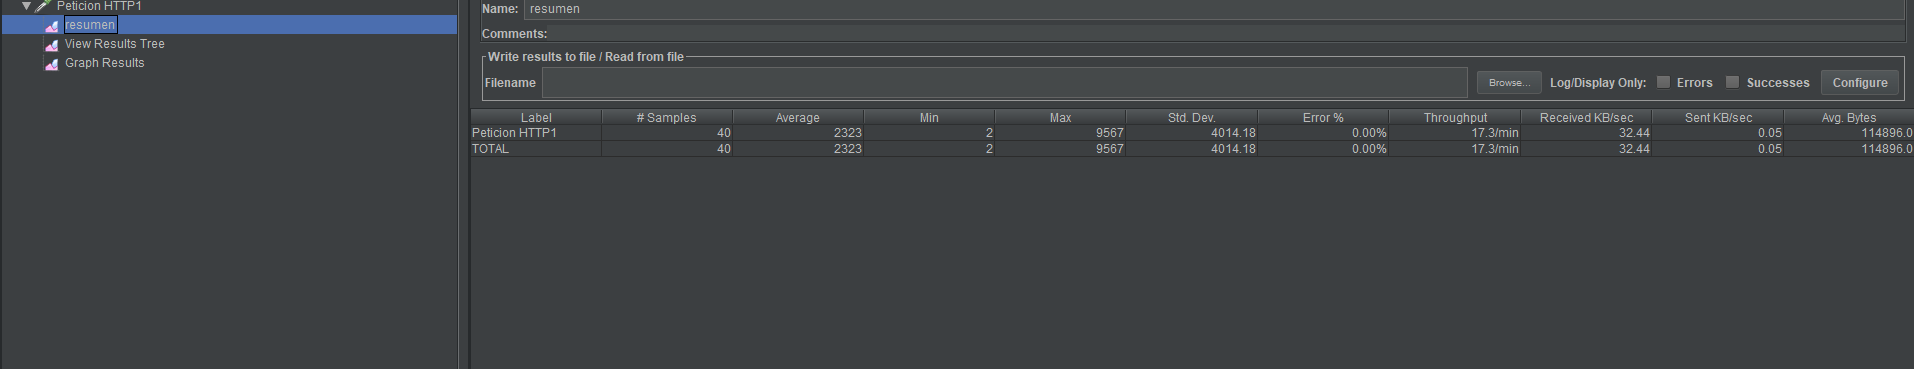 Peticion HTTP1
resumen
View Results Tree
Graph Results
Name: resumen
Comments:
Write results to file / Read from file
Filename Browse... Log/Display Only: Errors Successes Configure
Label # Samples Average Min Max Std. Dev. Error % Throughput Received KB/sec Sent KB/sec Avg. Bytes
Peticion HTTP1 40 2323 2 9567 4014.18 0.00% 17.3/min 32.44 0.05 114896.0
TOTAL 40 2323 2 9567 4014.18 0.00% 17.3/min 32.44 0.05 114896.0